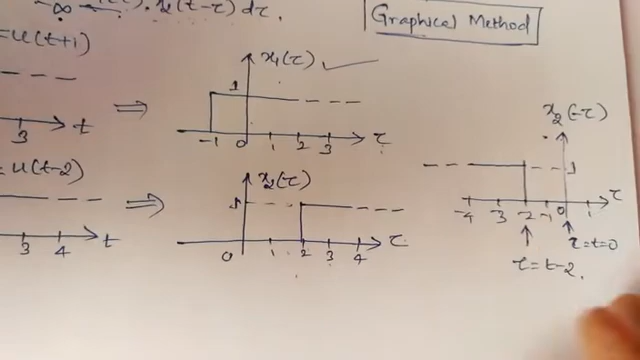 -∞ . x₂(t-τ) dτ.
Graphical Method
= u(t+1)
x₁(τ)
1
-1 0 1 2 3 τ
3 t
⇒
= u(t-2)
x₂(τ)
1
0 1 2 3 4 τ
3 4 t
⇒
x₂(-τ)
1
-4 -3 -2 -1 0 1 τ
τ=t=0
τ=t-2.